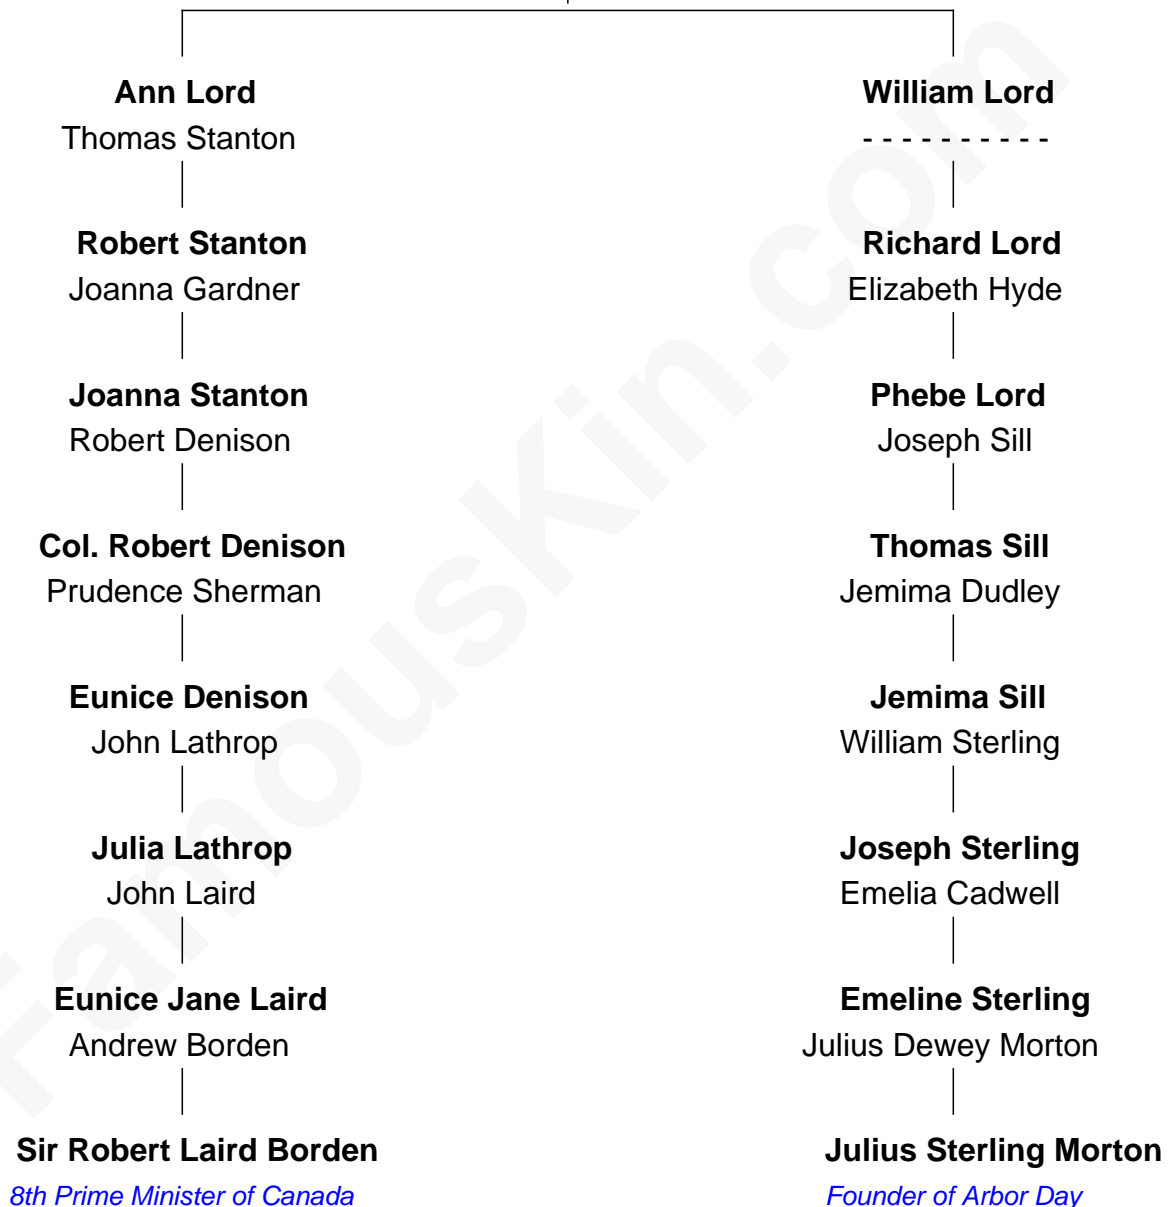 Ann Lord
Thomas Stanton
Robert Stanton
Joanna Gardner
Joanna Stanton
Robert Denison
Col. Robert Denison
Prudence Sherman
Eunice Denison
John Lathrop
Julia Lathrop
John Laird
Eunice Jane Laird
Andrew Borden
Sir Robert Laird Borden
8th Prime Minister of Canada
William Lord
- - - - - - - - - -
Richard Lord
Elizabeth Hyde
Phebe Lord
Joseph Sill
Thomas Sill
Jemima Dudley
Jemima Sill
William Sterling
Joseph Sterling
Emelia Cadwell
Emeline Sterling
Julius Dewey Morton
Julius Sterling Morton
Founder of Arbor Day
FamousKin.com